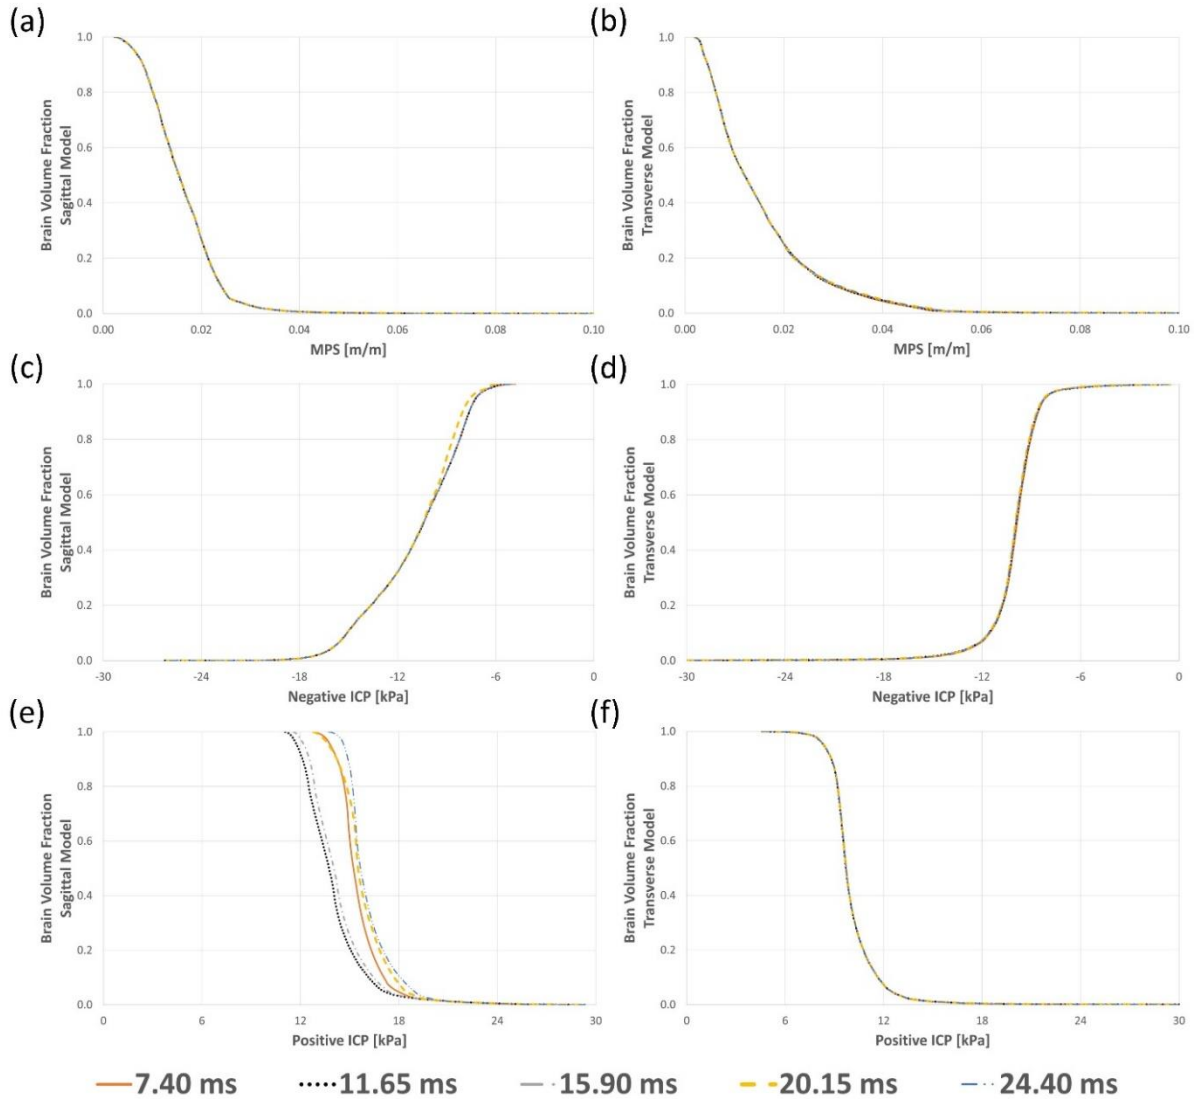 (a)
(b)
1.0
0.8
0.6
0.4
0.2
0.0
Brain Volume Fraction
Sagittal Model
0.00 0.02 0.04 0.06 0.08 0.10
MPS [m/m]
1.0
0.8
0.6
0.4
0.2
0.0
Brain Volume Fraction
Transverse Model
0.00 0.02 0.04 0.06 0.08 0.10
MPS [m/m]
(c)
(d)
1.0
0.8
0.6
0.4
0.2
0.0
Brain Volume Fraction
Sagittal Model
-30 -24 -18 -12 -6 0
Negative ICP [kPa]
1.0
0.8
0.6
0.4
0.2
0.0
Brain Volume Fraction
Transverse Model
-30 -24 -18 -12 -6 0
Negative ICP [kPa]
(e)
(f)
1.0
0.8
0.6
0.4
0.2
0.0
Brain Volume Fraction
Sagittal Model
0 6 12 18 24 30
Positive ICP [kPa]
1.0
0.8
0.6
0.4
0.2
0.0
Brain Volume Fraction
Transverse Model
0 6 12 18 24 30
Positive ICP [kPa]
7.40 ms 11.65 ms 15.90 ms 20.15 ms 24.40 ms